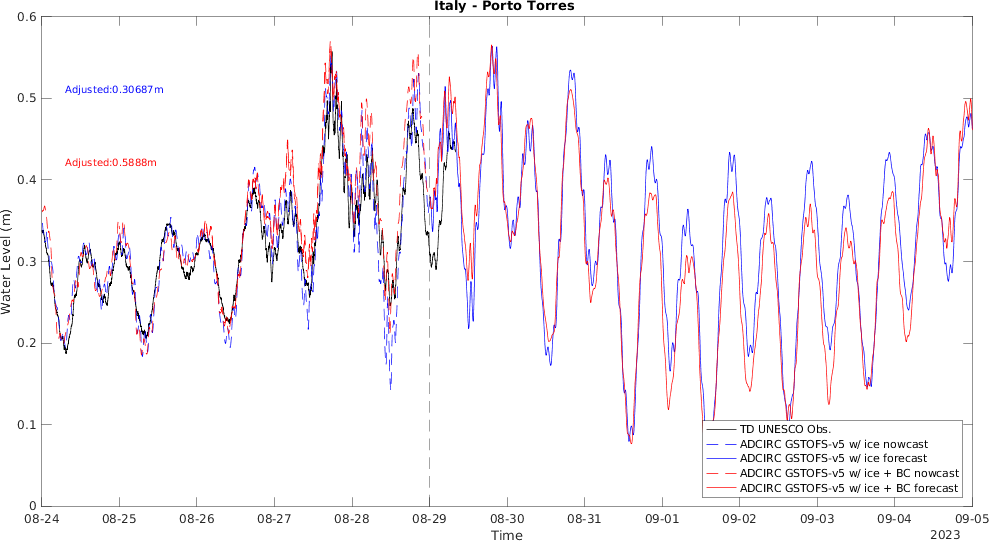 Italy - Porto Torres
0.6
0.5
0.4
0.3
0.2
0.1
0
Water Level (m)
Adjusted:0.30687m
Adjusted:0.5888m
TD UNESCO Obs.
ADCIRC GSTOFS-v5 w/ ice nowcast
ADCIRC GSTOFS-v5 w/ ice forecast
ADCIRC GSTOFS-v5 w/ ice + BC nowcast
ADCIRC GSTOFS-v5 w/ ice + BC forecast
08-24 08-25 08-26 08-27 08-28 08-29 08-30 08-31 09-01 09-02 09-03 09-04 09-05
Time
2023